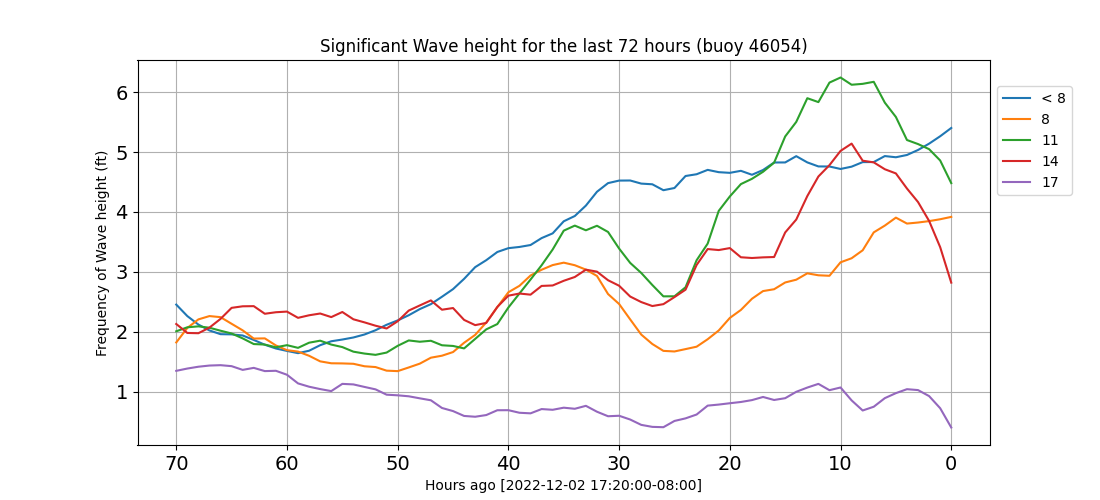 Significant Wave height for the last 72 hours (buoy 46054)
Frequency of Wave height (ft)
6
5
4
3
2
1
70 60 50 40 30 20 10 0
Hours ago [2022-12-02 17:20:00-08:00]
< 8
8
11
14
17